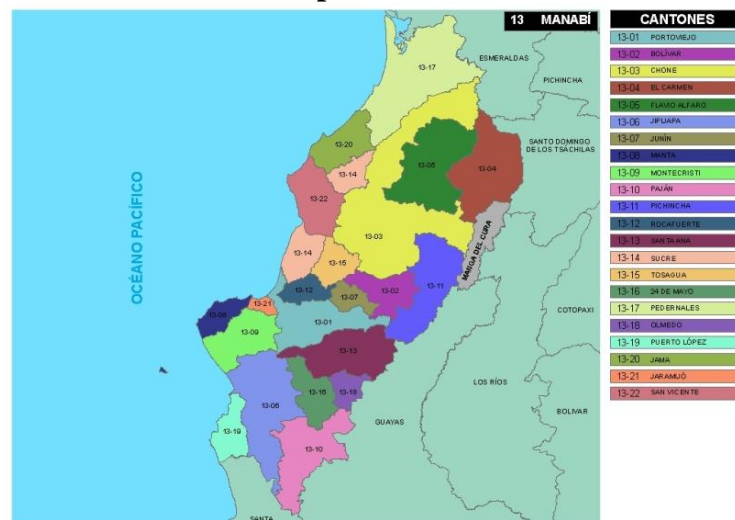 13 MANABÍ
ESMERALDAS
13-17
PICHINCHA
SANTO DOMINGO
DE LOS TSÁCHILAS
13-20
13-14
13-05
13-04
13-22
OCÉANO PACÍFICO
13-03
MANGA DEL CURA
13-14
13-15
13-11
13-12
13-07
13-02
13-21
13-08
13-01
13-09
COTOPAXI
13-13
LOS RÍOS
13-16
13-18
13-06
BOLIVAR
GUAYAS
13-19
13-10
SANTA
CANTONES
13-01 PORTOVIEJO
13-02 BOLÍVAR
13-03 CHONE
13-04 EL CARMEN
13-05 FLAVIO ALFARO
13-06 JIPIJAPA
13-07 JUNÍN
13-08 MANTA
13-09 MONTECRISTI
13-10 PAJÁN
13-11 PICHINCHA
13-12 ROCAFUERTE
13-13 SANTA ANA
13-14 SUCRE
13-15 TOSAGUA
13-16 24 DE MAYO
13-17 PEDERNALES
13-18 OLMEDO
13-19 PUERTO LÓPEZ
13-20 JAMA
13-21 JARAMIJÓ
13-22 SAN VICENTE